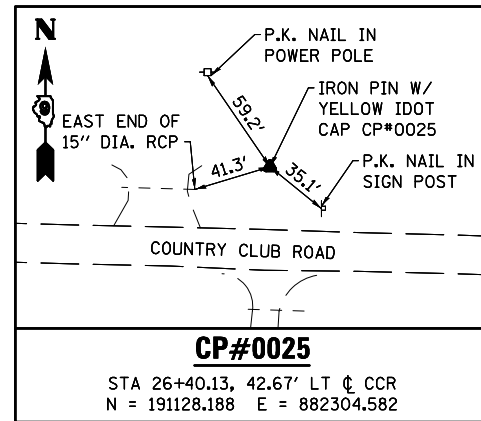 N
P.K. NAIL IN
POWER POLE
IRON PIN W/
YELLOW IDOT
CAP CP#0025
59.2'
EAST END OF
15'' DIA. RCP
41.3'
35.1'
P.K. NAIL IN
SIGN POST
COUNTRY CLUB ROAD
CP#0025
STA 26+40.13, 42.67' LT ℄ CCR
N = 191128.188 E = 882304.582